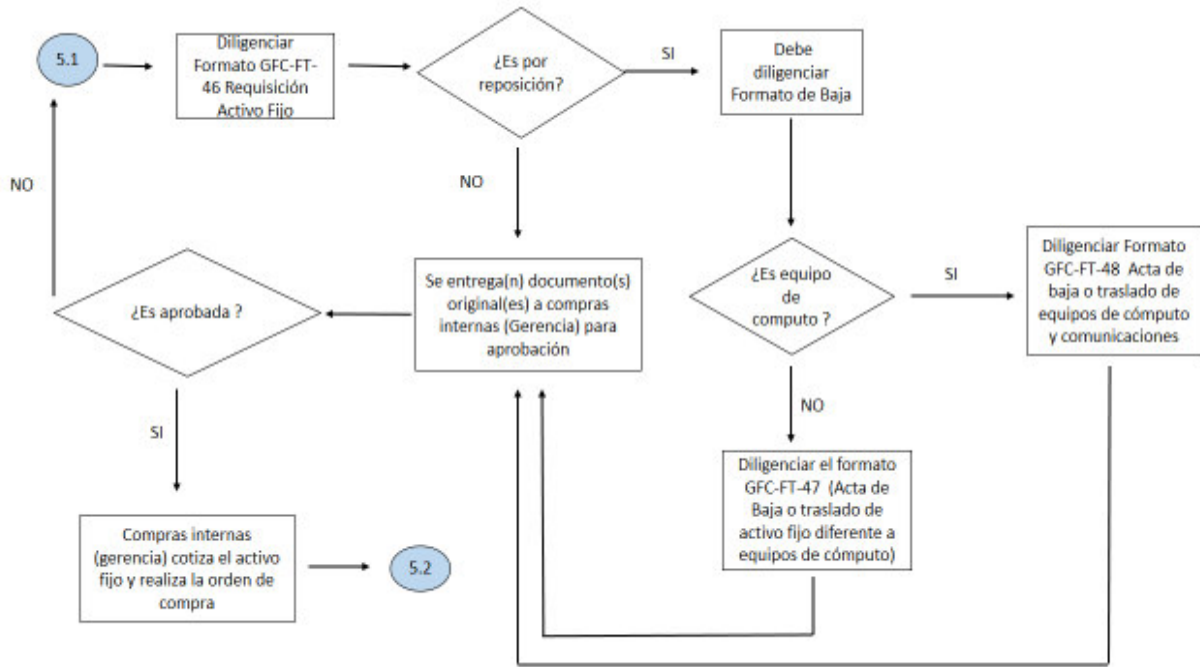 5.1
Diligenciar
Formato GFC-FT-
46 Requisición
Activo Fijo
¿Es por
reposición?
SI
Debe
diligenciar
Formato de Baja
NO
NO
¿Es aprobada ?
Se entrega(n) documento(s)
original(es) a compras
internas (Gerencia) para
aprobación
¿Es equipo
de
computo ?
SI
Diligenciar Formato
GFC-FT-48 Acta de
baja o traslado de
equipos de cómputo
y comunicaciones
SI
NO
Compras internas
(gerencia) cotiza el activo
fijo y realiza la orden de
compra
5.2
Diligenciar el formato
GFC-FT-47 (Acta de
Baja o traslado de
activo fijo diferente a
equipos de cómputo)